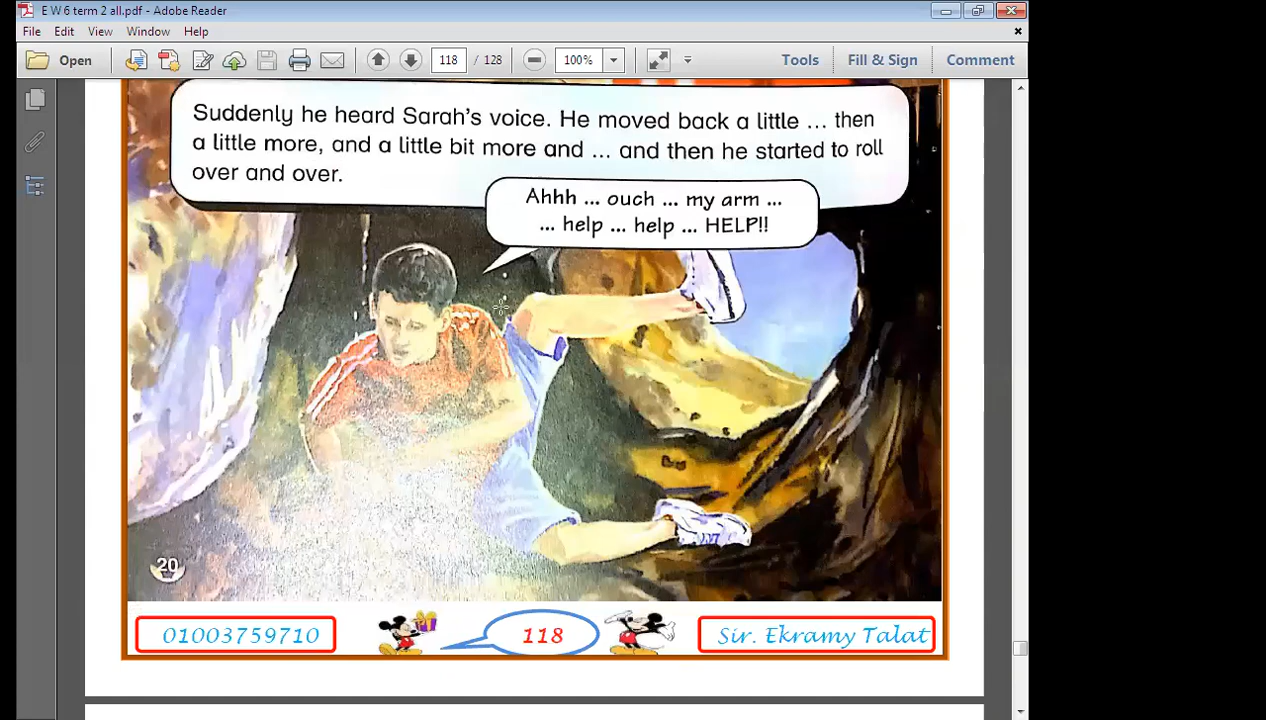 E W 6 term 2 all.pdf - Adobe Reader
File Edit View Window Help
Open 118 / 128 100% Tools Fill & Sign Comment
Suddenly he heard Sarah's voice. He moved back a little ... then
a little more, and a little bit more and ... and then he started to roll
over and over.
Ahhh ... ouch ... my arm ...
... help ... help ... HELP!!
20
01003759710
118
Sir. Ekramy Talat